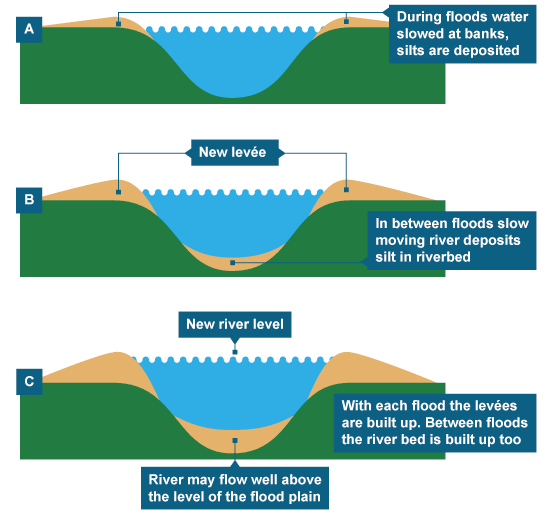 A
During floods water
slowed at banks,
silts are deposited
New levée
B
In between floods slow
moving river deposits
silt in riverbed
New river level
C
With each flood the levées
are built up. Between floods
the river bed is built up too
River may flow well above
the level of the flood plain